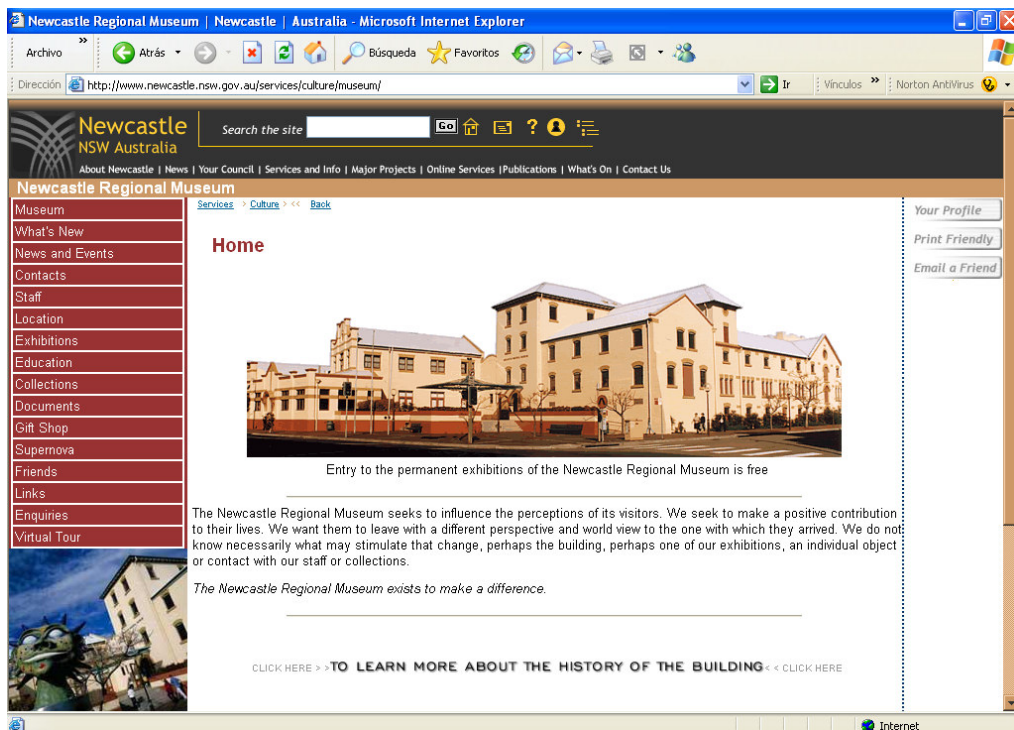 Newcastle Regional Museum | Newcastle | Australia - Microsoft Internet Explorer
Archivo » Atrás Búsqueda Favoritos
Dirección http://www.newcastle.nsw.gov.au/services/culture/museum/ Ir Vínculos » Norton AntiVirus
Newcastle
NSW Australia
Search the site Go ?
About Newcastle | News | Your Council | Services and Info | Major Projects | Online Services |Publications | What's On | Contact Us
Newcastle Regional Museum
Museum
What's New
News and Events
Contacts
Staff
Location
Exhibitions
Education
Collections
Documents
Gift Shop
Supernova
Friends
Links
Enquiries
Virtual Tour
Services > Culture > << Back
Home
Entry to the permanent exhibitions of the Newcastle Regional Museum is free
The Newcastle Regional Museum seeks to influence the perceptions of its visitors. We seek to make a positive contribution
to their lives. We want them to leave with a different perspective and world view to the one with which they arrived. We do not
know necessarily what may stimulate that change, perhaps the building, perhaps one of our exhibitions, an individual object
or contact with our staff or collections.
The Newcastle Regional Museum exists to make a difference.
CLICK HERE > >TO LEARN MORE ABOUT THE HISTORY OF THE BUILDING< < CLICK HERE
Your Profile
Print Friendly
Email a Friend
Internet